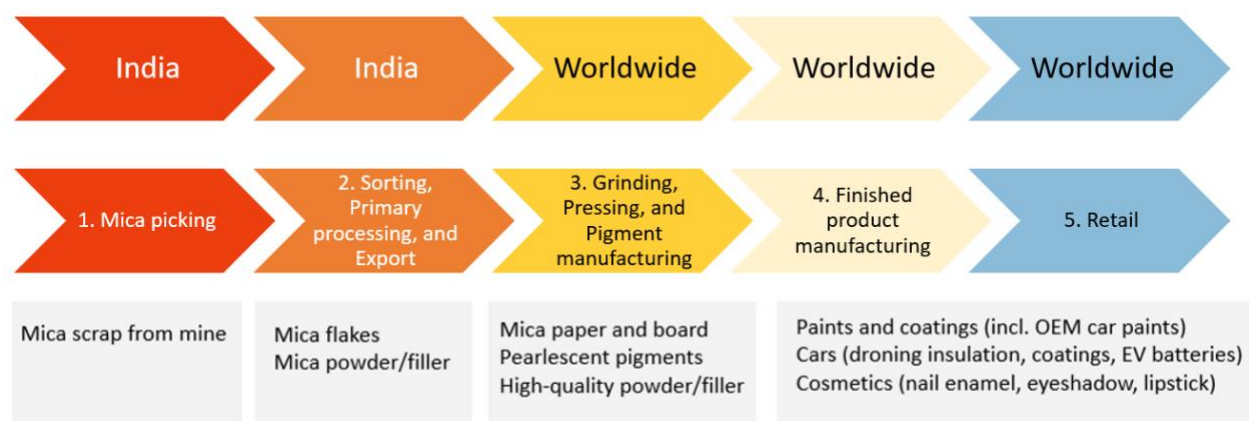 India
India
Worldwide
Worldwide
Worldwide
1. Mica picking
2. Sorting,
Primary
processing, and
Export
3. Grinding,
Pressing, and
Pigment
manufacturing
4. Finished
product
manufacturing
5. Retail
Mica scrap from mine
Mica flakes
Mica powder/filler
Mica paper and board
Pearlescent pigments
High-quality powder/filler
Paints and coatings (incl. OEM car paints)
Cars (droning insulation, coatings, EV batteries)
Cosmetics (nail enamel, eyeshadow, lipstick)